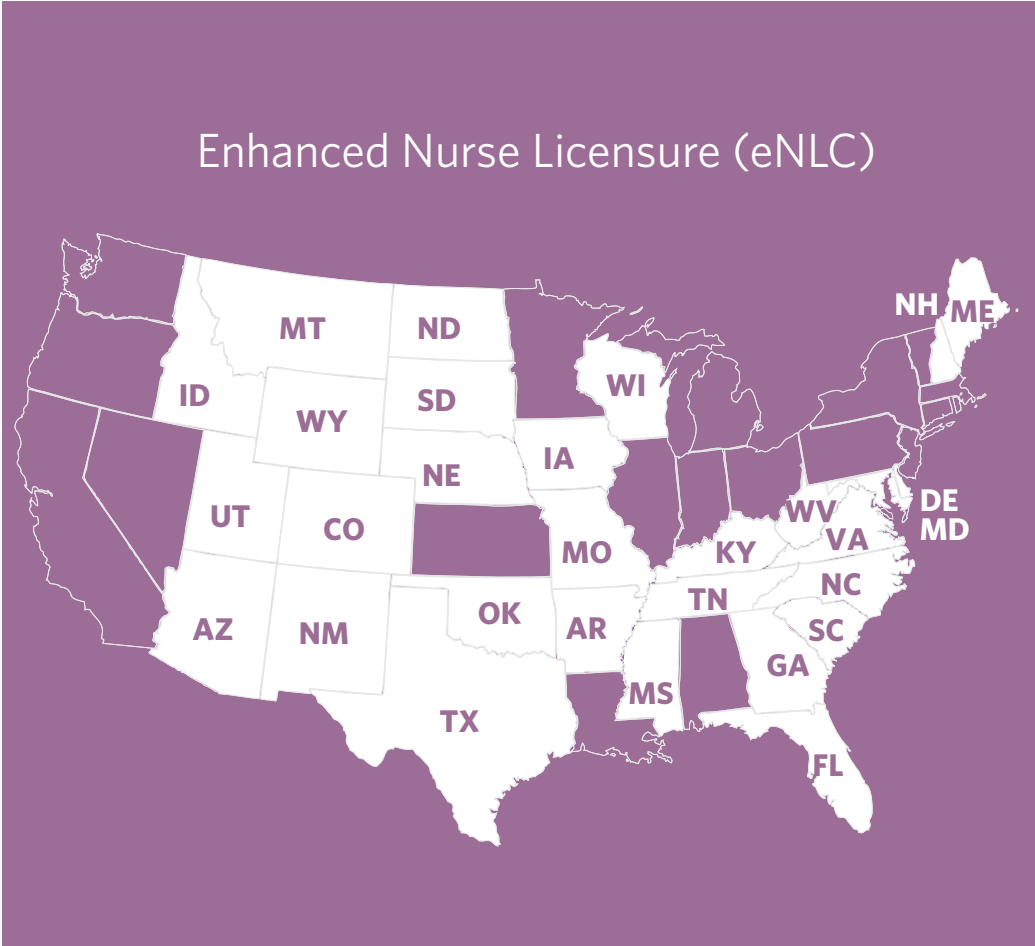 Enhanced Nurse Licensure (eNLC)
NH
ME
MT
ND
ID
WI
SD
WY
IA
NE
UT
CO
DE
WV
MD
VA
MO
KY
NC
TN
OK
AZ
NM
AR
SC
GA
MS
TX
FL